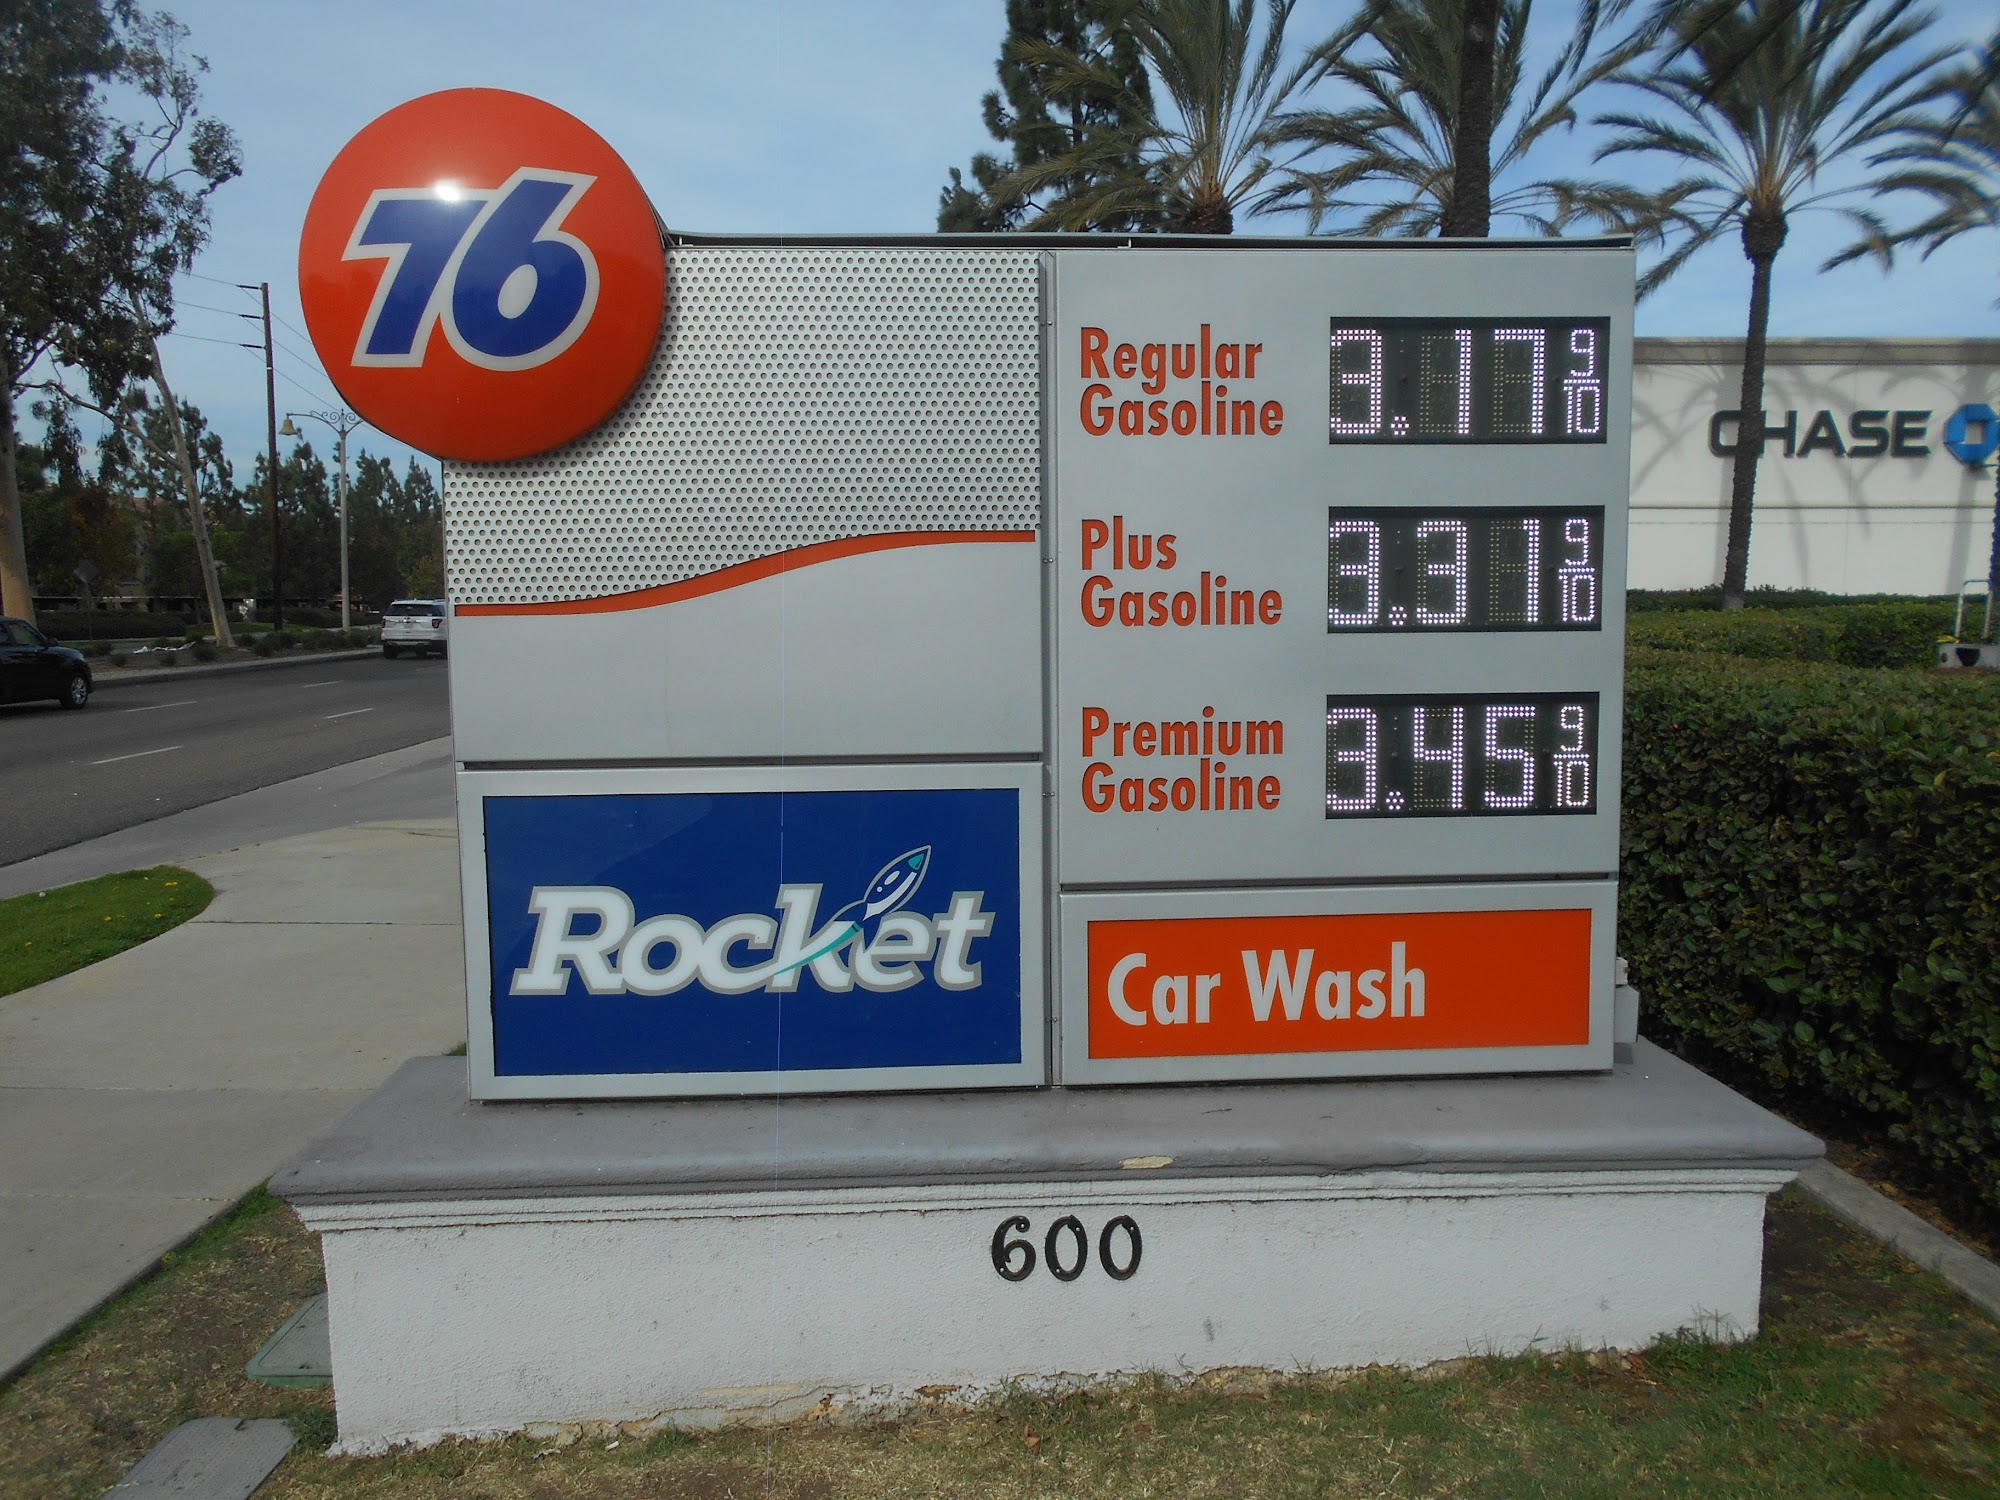 76
Regular
Gasoline
3.17 9/10
Plus
Gasoline
3.31 9/10
Premium
Gasoline
3.45 9/10
CHASE
Rocket
Car Wash
600